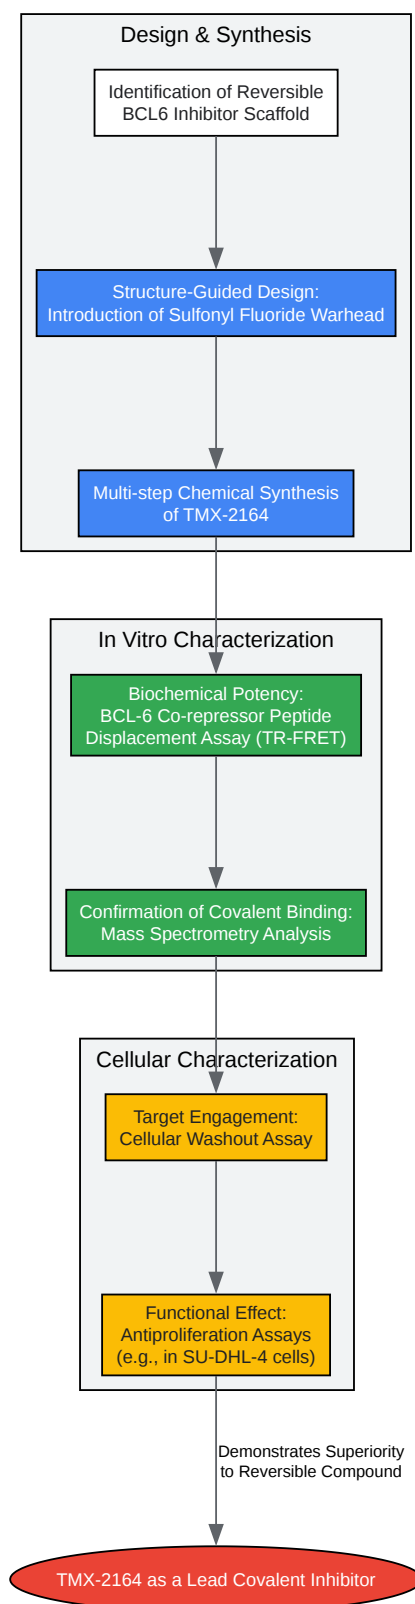 Design & Synthesis
Identification of Reversible
BCL6 Inhibitor Scaffold
Structure-Guided Design:
Introduction of Sulfonyl Fluoride Warhead
Multi-step Chemical Synthesis
of TMX-2164
In Vitro Characterization
Biochemical Potency:
BCL-6 Co-repressor Peptide
Displacement Assay (TR-FRET)
Confirmation of Covalent Binding:
Mass Spectrometry Analysis
Cellular Characterization
Target Engagement:
Cellular Washout Assay
Functional Effect:
Antiproliferation Assays
(e.g., in SU-DHL-4 cells)
Demonstrates Superiority
to Reversible Compound
TMX-2164 as a Lead Covalent Inhibitor